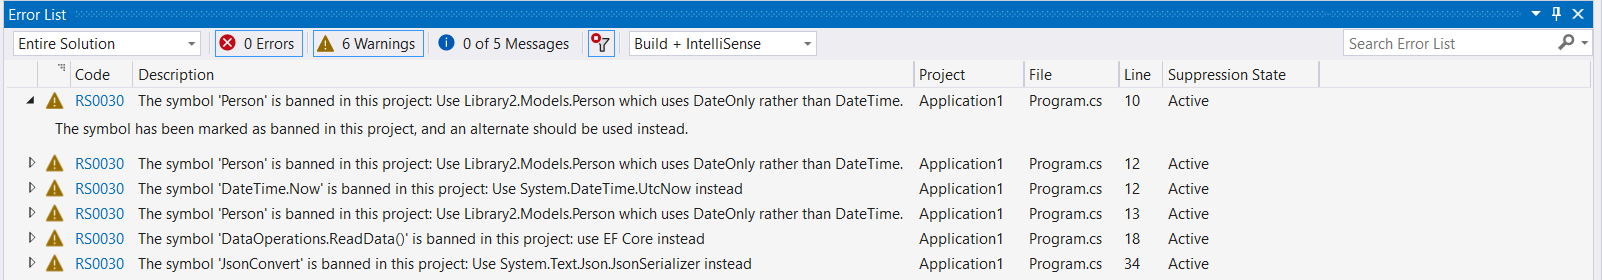 Error List
Entire Solution 0 Errors 6 Warnings 0 of 5 Messages Build + IntelliSense Search Error List
Code Description Project File Line Suppression State
RS0030 The symbol 'Person' is banned in this project: Use Library2.Models.Person which uses DateOnly rather than DateTime. Application1 Program.cs 10 Active
The symbol has been marked as banned in this project, and an alternate should be used instead.
RS0030 The symbol 'Person' is banned in this project: Use Library2.Models.Person which uses DateOnly rather than DateTime. Application1 Program.cs 12 Active
RS0030 The symbol 'DateTime.Now' is banned in this project: Use System.DateTime.UtcNow instead Application1 Program.cs 12 Active
RS0030 The symbol 'Person' is banned in this project: Use Library2.Models.Person which uses DateOnly rather than DateTime. Application1 Program.cs 13 Active
RS0030 The symbol 'DataOperations.ReadData()' is banned in this project: use EF Core instead Application1 Program.cs 18 Active
RS0030 The symbol 'JsonConvert' is banned in this project: Use System.Text.Json.JsonSerializer instead Application1 Program.cs 34 Active